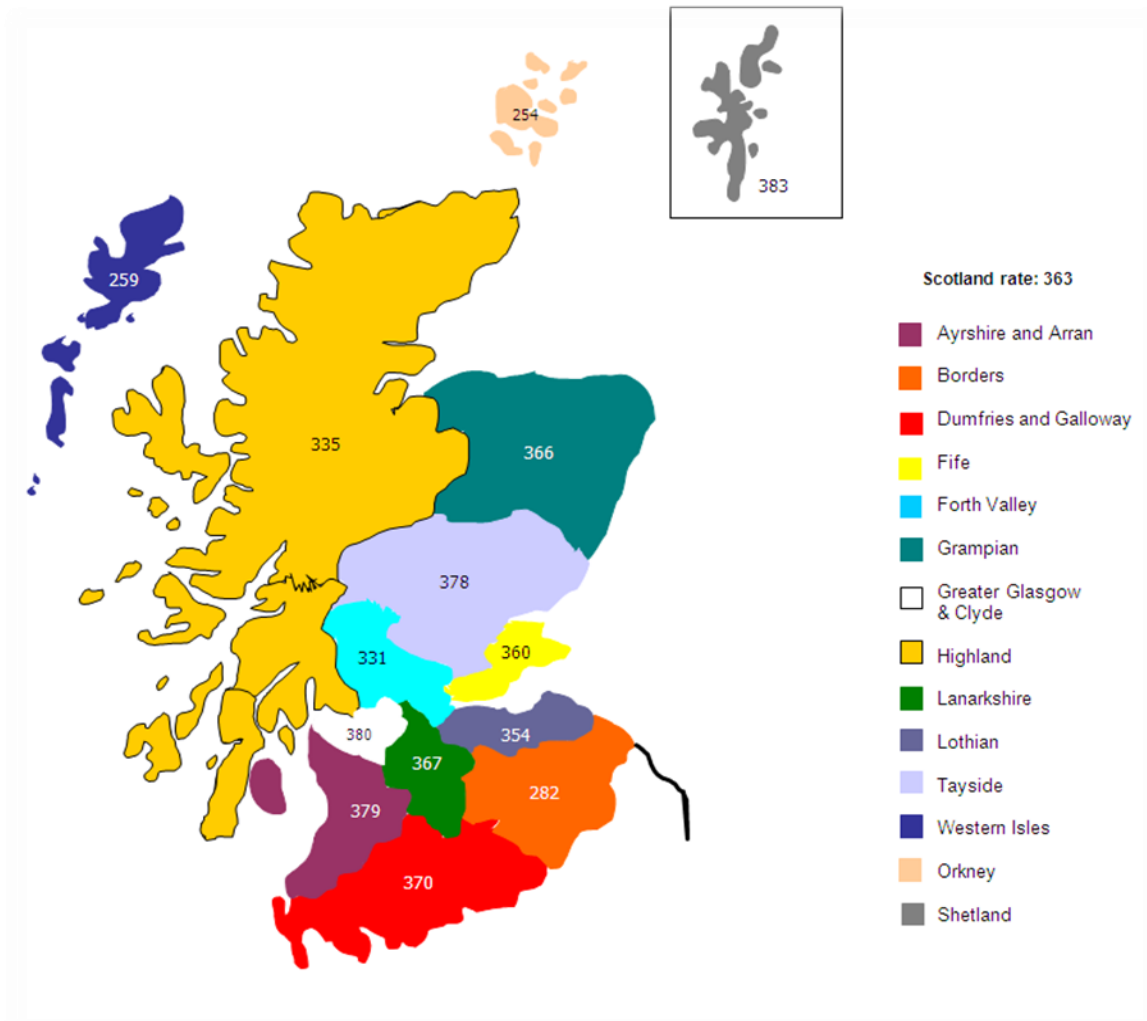 254
383
259
Scotland rate: 363
Ayrshire and Arran
Borders
Dumfries and Galloway
335
366
Fife
Forth Valley
Grampian
378
Greater Glasgow
& Clyde
331
360
Highland
Lanarkshire
380
354
Lothian
367
282
Tayside
379
Western Isles
370
Orkney
Shetland